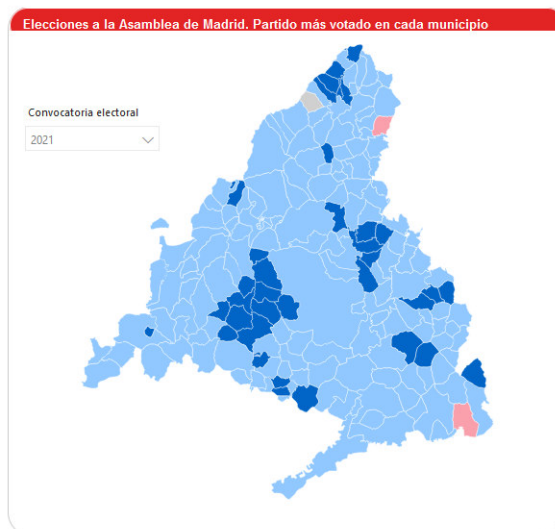 Elecciones a la Asamblea de Madrid. Partido más votado en cada municipio
Convocatoria electoral
2021